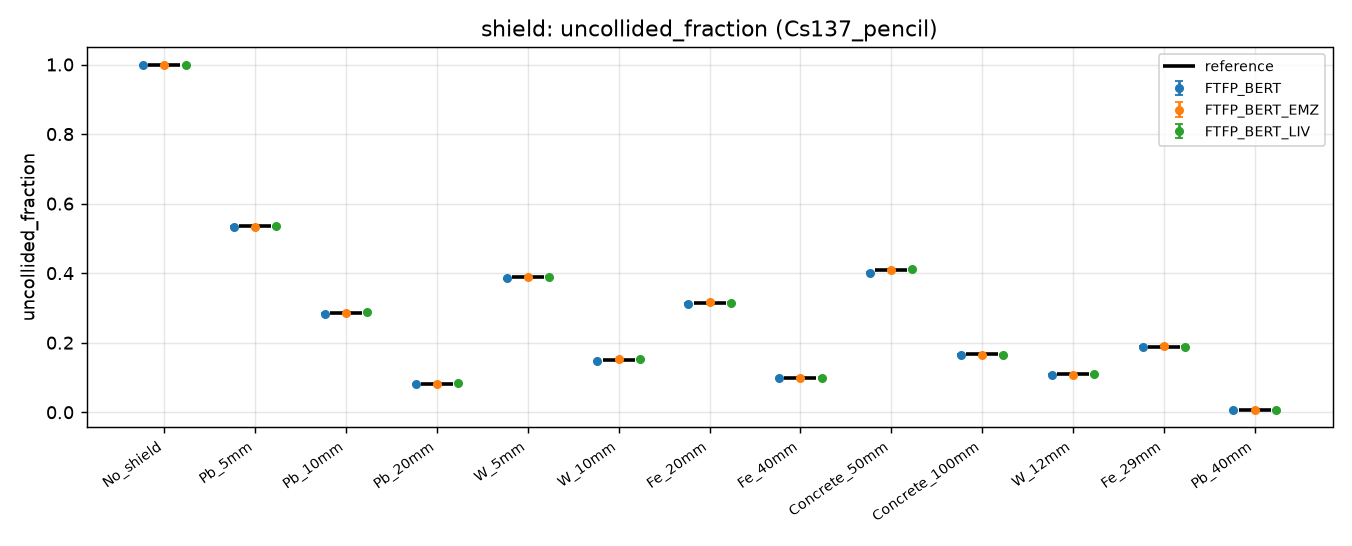 shield: uncollided_fraction (Cs137_pencil)
uncollided_fraction
1.0
0.8
0.6
0.4
0.2
0.0
reference
FTFP_BERT
FTFP_BERT_EMZ
FTFP_BERT_LIV
No_shield
Pb_5mm
Pb_10mm
Pb_20mm
W_5mm
W_10mm
Fe_20mm
Fe_40mm
Concrete_50mm
Concrete_100mm
W_12mm
Fe_29mm
Pb_40mm